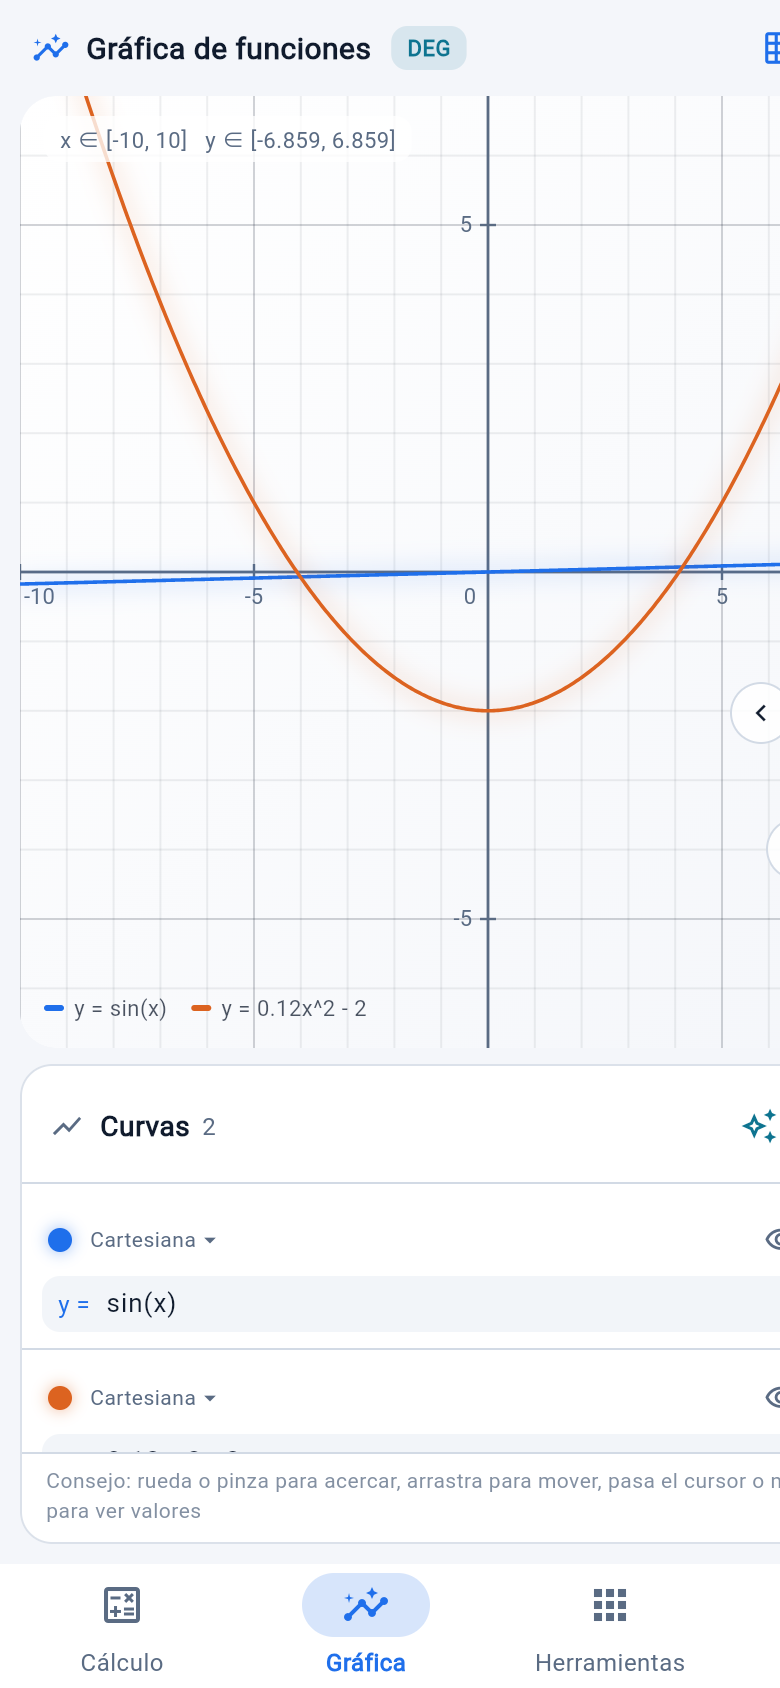 Gráfica de funciones DEG
x ∈ [-10, 10] y ∈ [-6.859, 6.859]
5
-10 -5 0 5
-5
y = sin(x) y = 0.12x^2 - 2
Curvas 2
Cartesiana
y = sin(x)
Cartesiana
Consejo: rueda o pinza para acercar, arrastra para mover, pasa el cursor o
para ver valores
Cálculo Gráfica Herramientas